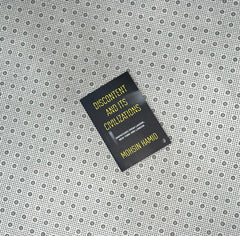 DISCONTENT
AND ITS
CIVILIZATIONS
MOHSIN HAMID